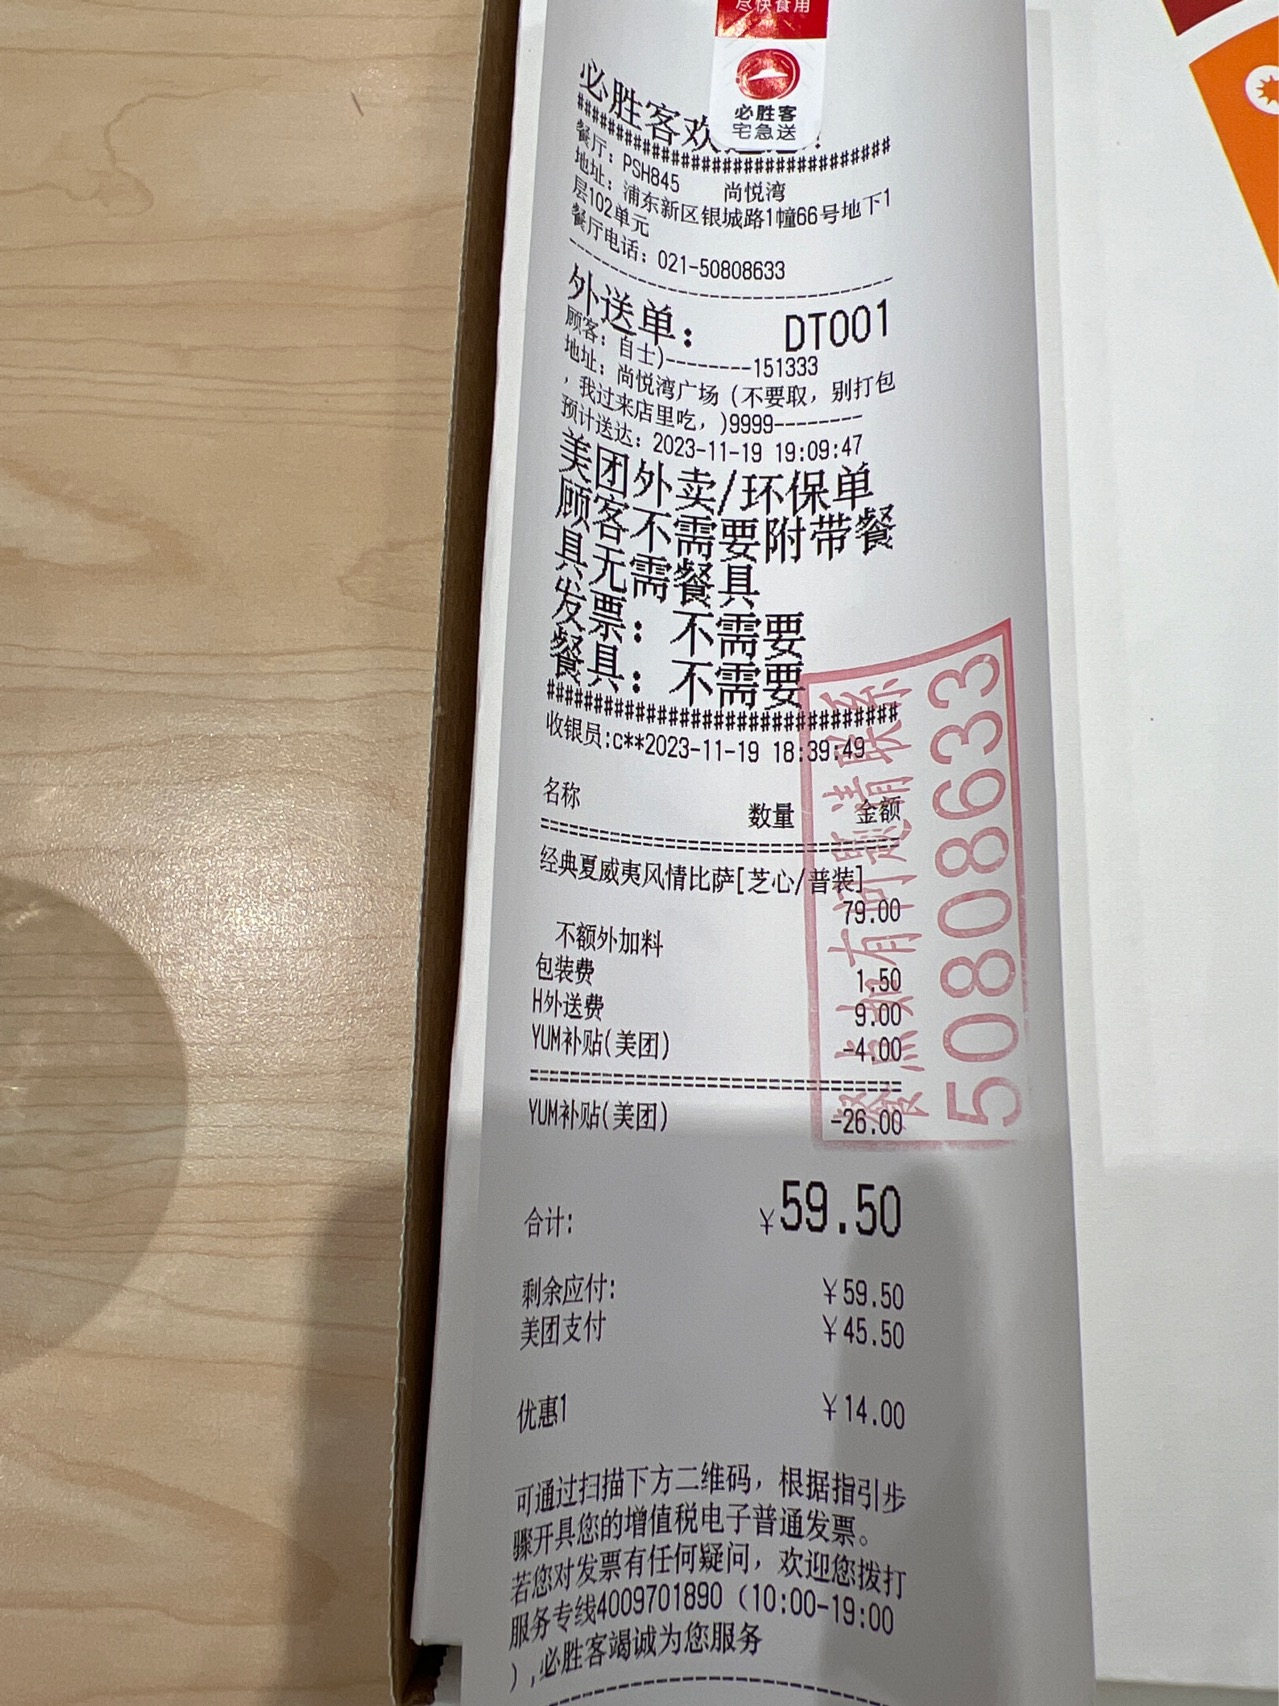 尽快食用
必胜客
宅急送
必胜客欢
######################################
餐厅: PSH845 尚悦湾
地址: 浦东新区银城路1幢66号地下1
层102单元
餐厅电话: 021-50808633
外送单: DT001
顾客: 自士)--------151333
地址: 尚悦湾广场 (不要取, 别打包
, 我过来店里吃, )9999--------
预计送达: 2023-11-19 19:09:47
美团外卖/环保单
顾客不需要附带餐
具无需餐具
发票: 不需要
餐具: 不需要
######################################
收银员:c**2023-11-19 18:39:49
名称 数量 金额
经典夏威夷风情比萨[芝心/普装]
79.00
不额外加料
包装费 1.50
H外送费 9.00
YUM补贴(美团) -4.00
YUM补贴(美团) -26.00
合计: ¥59.50
剩余应付: ¥59.50
美团支付 ¥45.50
优惠1 ¥14.00
可通过扫描下方二维码, 根据指引步
骤开具您的增值税电子普通发票。
若您对发票有任何疑问, 欢迎您拨打
服务专线4009701890 (10:00-19:00
),必胜客竭诚为您服务
餐点如有问题请联系
50808633